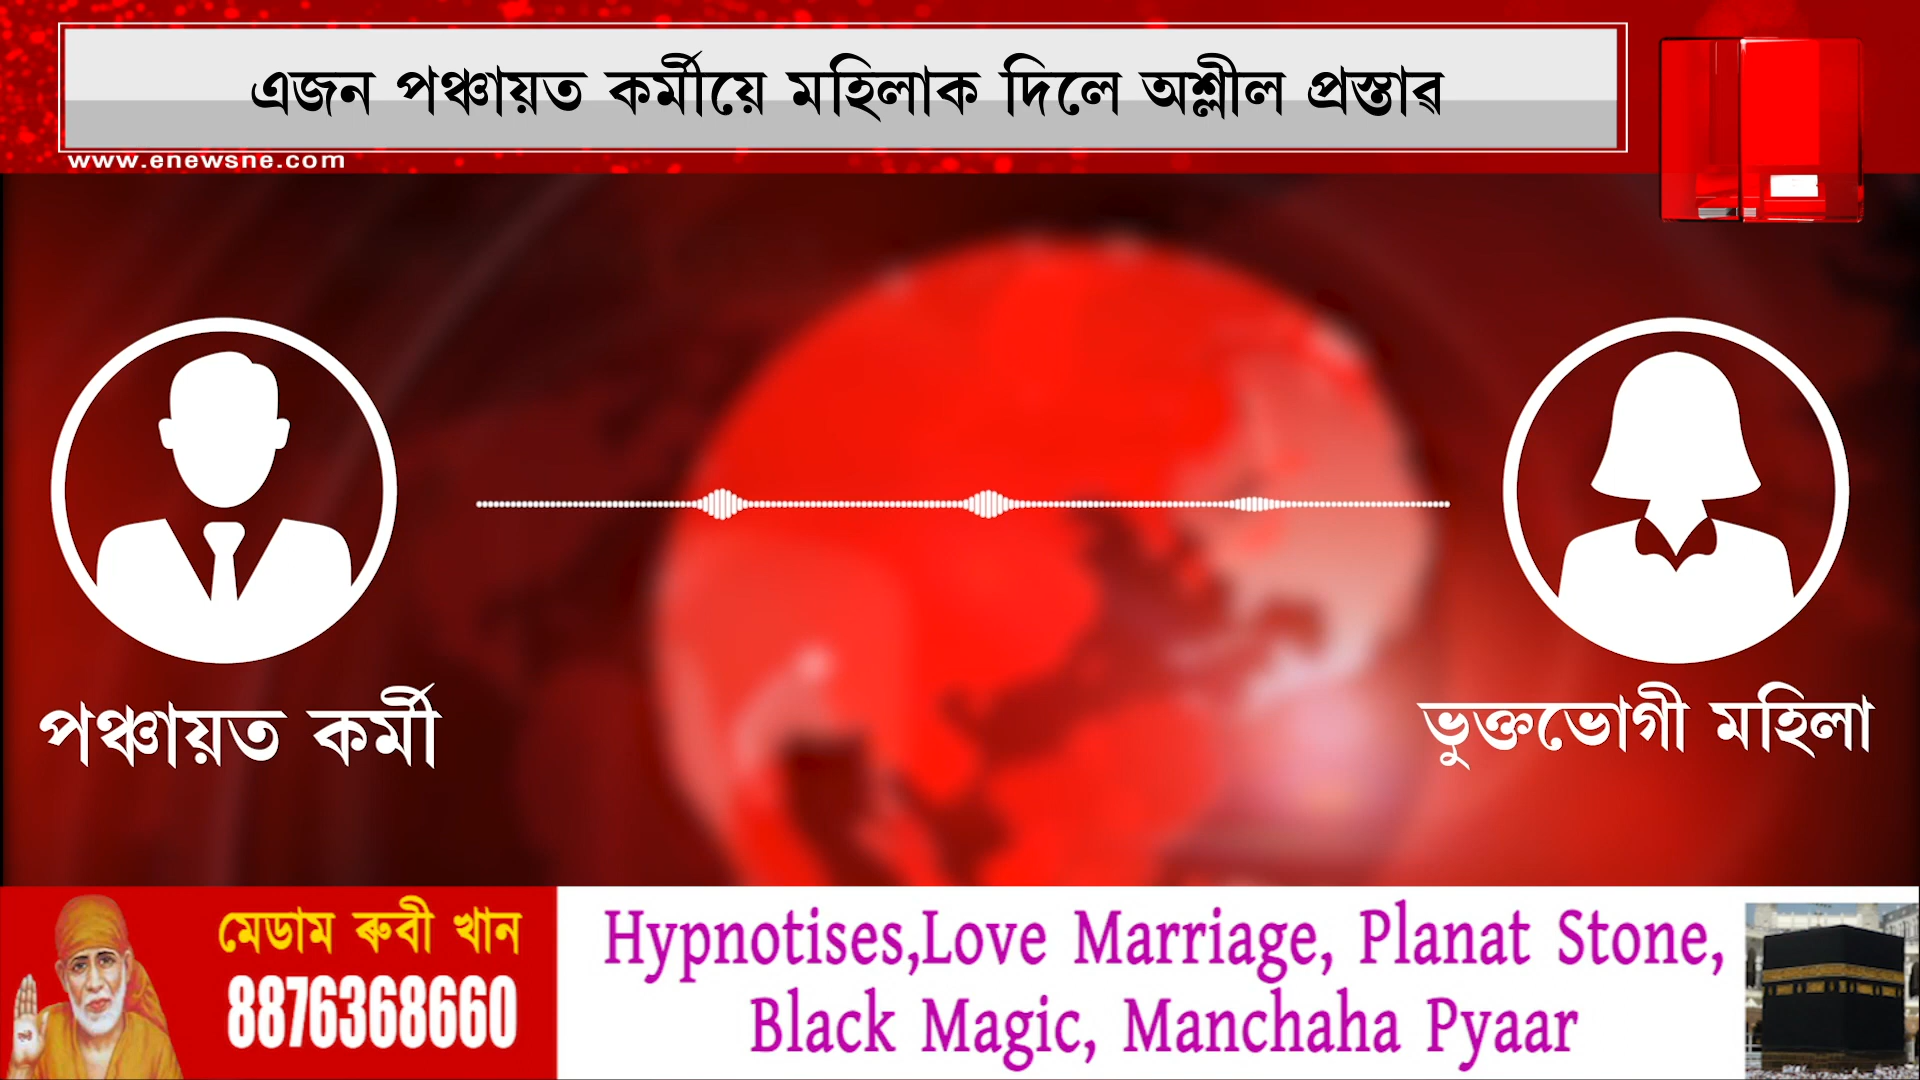 এজন পঞ্চায়ত কৰ্মীয়ে মহিলাক দিলে অশ্লীল প্ৰস্তাৱ
www.enewsne.com
পঞ্চায়ত কৰ্মী
ভুক্তভোগী মহিলা
মেডাম ৰুবী খান
8876368660
Hypnotises,Love Marriage, Planat Stone,
Black Magic, Manchaha Pyaar